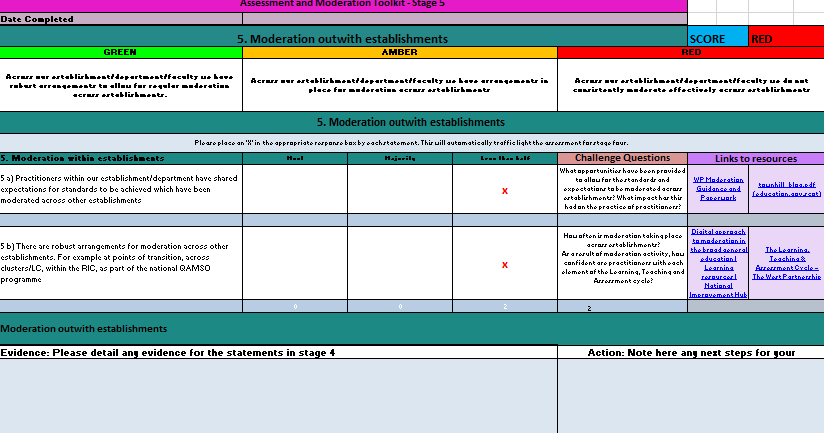 Assessment and Moderation Toolkit - Stage 5
Date Completed
5. Moderation outwith establishments
SCORE
RED
GREEN
AMBER
RED
Across our establishment/department/faculty we have
robust arrangements to allow for regular moderation
across establishments.
Across our establishment/department/faculty we have arrangements in
place for moderation across establishments
Across our establishment/department/faculty we do not
consistently moderate effectively across establishments
5. Moderation outwith establishments
Please place an 'X' in the appropriate response box by each statement. This will automatically traffic light the assessment for stage four.
5. Moderation within establishments
Most
Majority
Less than half
Challenge Questions
Links to resources
5 a) Practitioners within our establishment/department have shared
expectations for standards to be achieved which have been
moderated across other establishments
X
What opportunities have been provided
to allow for the standards and
expectations to be moderated across
establishments? What impact has this
had on the practice of practitioners?
WP Moderation
Guidance and
Paperwork
townhill_blog.pdf
(education.gov.scot)
5 b) There are robust arrangements for moderation across other
establishments. For example at points of transition, across
clusters/LC, within the RIC, as part of the national QAMSO
programme
X
How often is moderation taking place
across establishments?
As a result of moderation activity, how
confident are practitioners with each
element of the Learning, Teaching and
Assessment cycle?
Digital approach
to moderation in
the broad general
education |
Learning
resources |
National
Improvement Hub
The Learning,
Teaching &
Assessment Cycle –
The West Partnership
0
0
2
2
Moderation outwith establishments
Evidence: Please detail any evidence for the statements in stage 4
Action: Note here any next steps for your